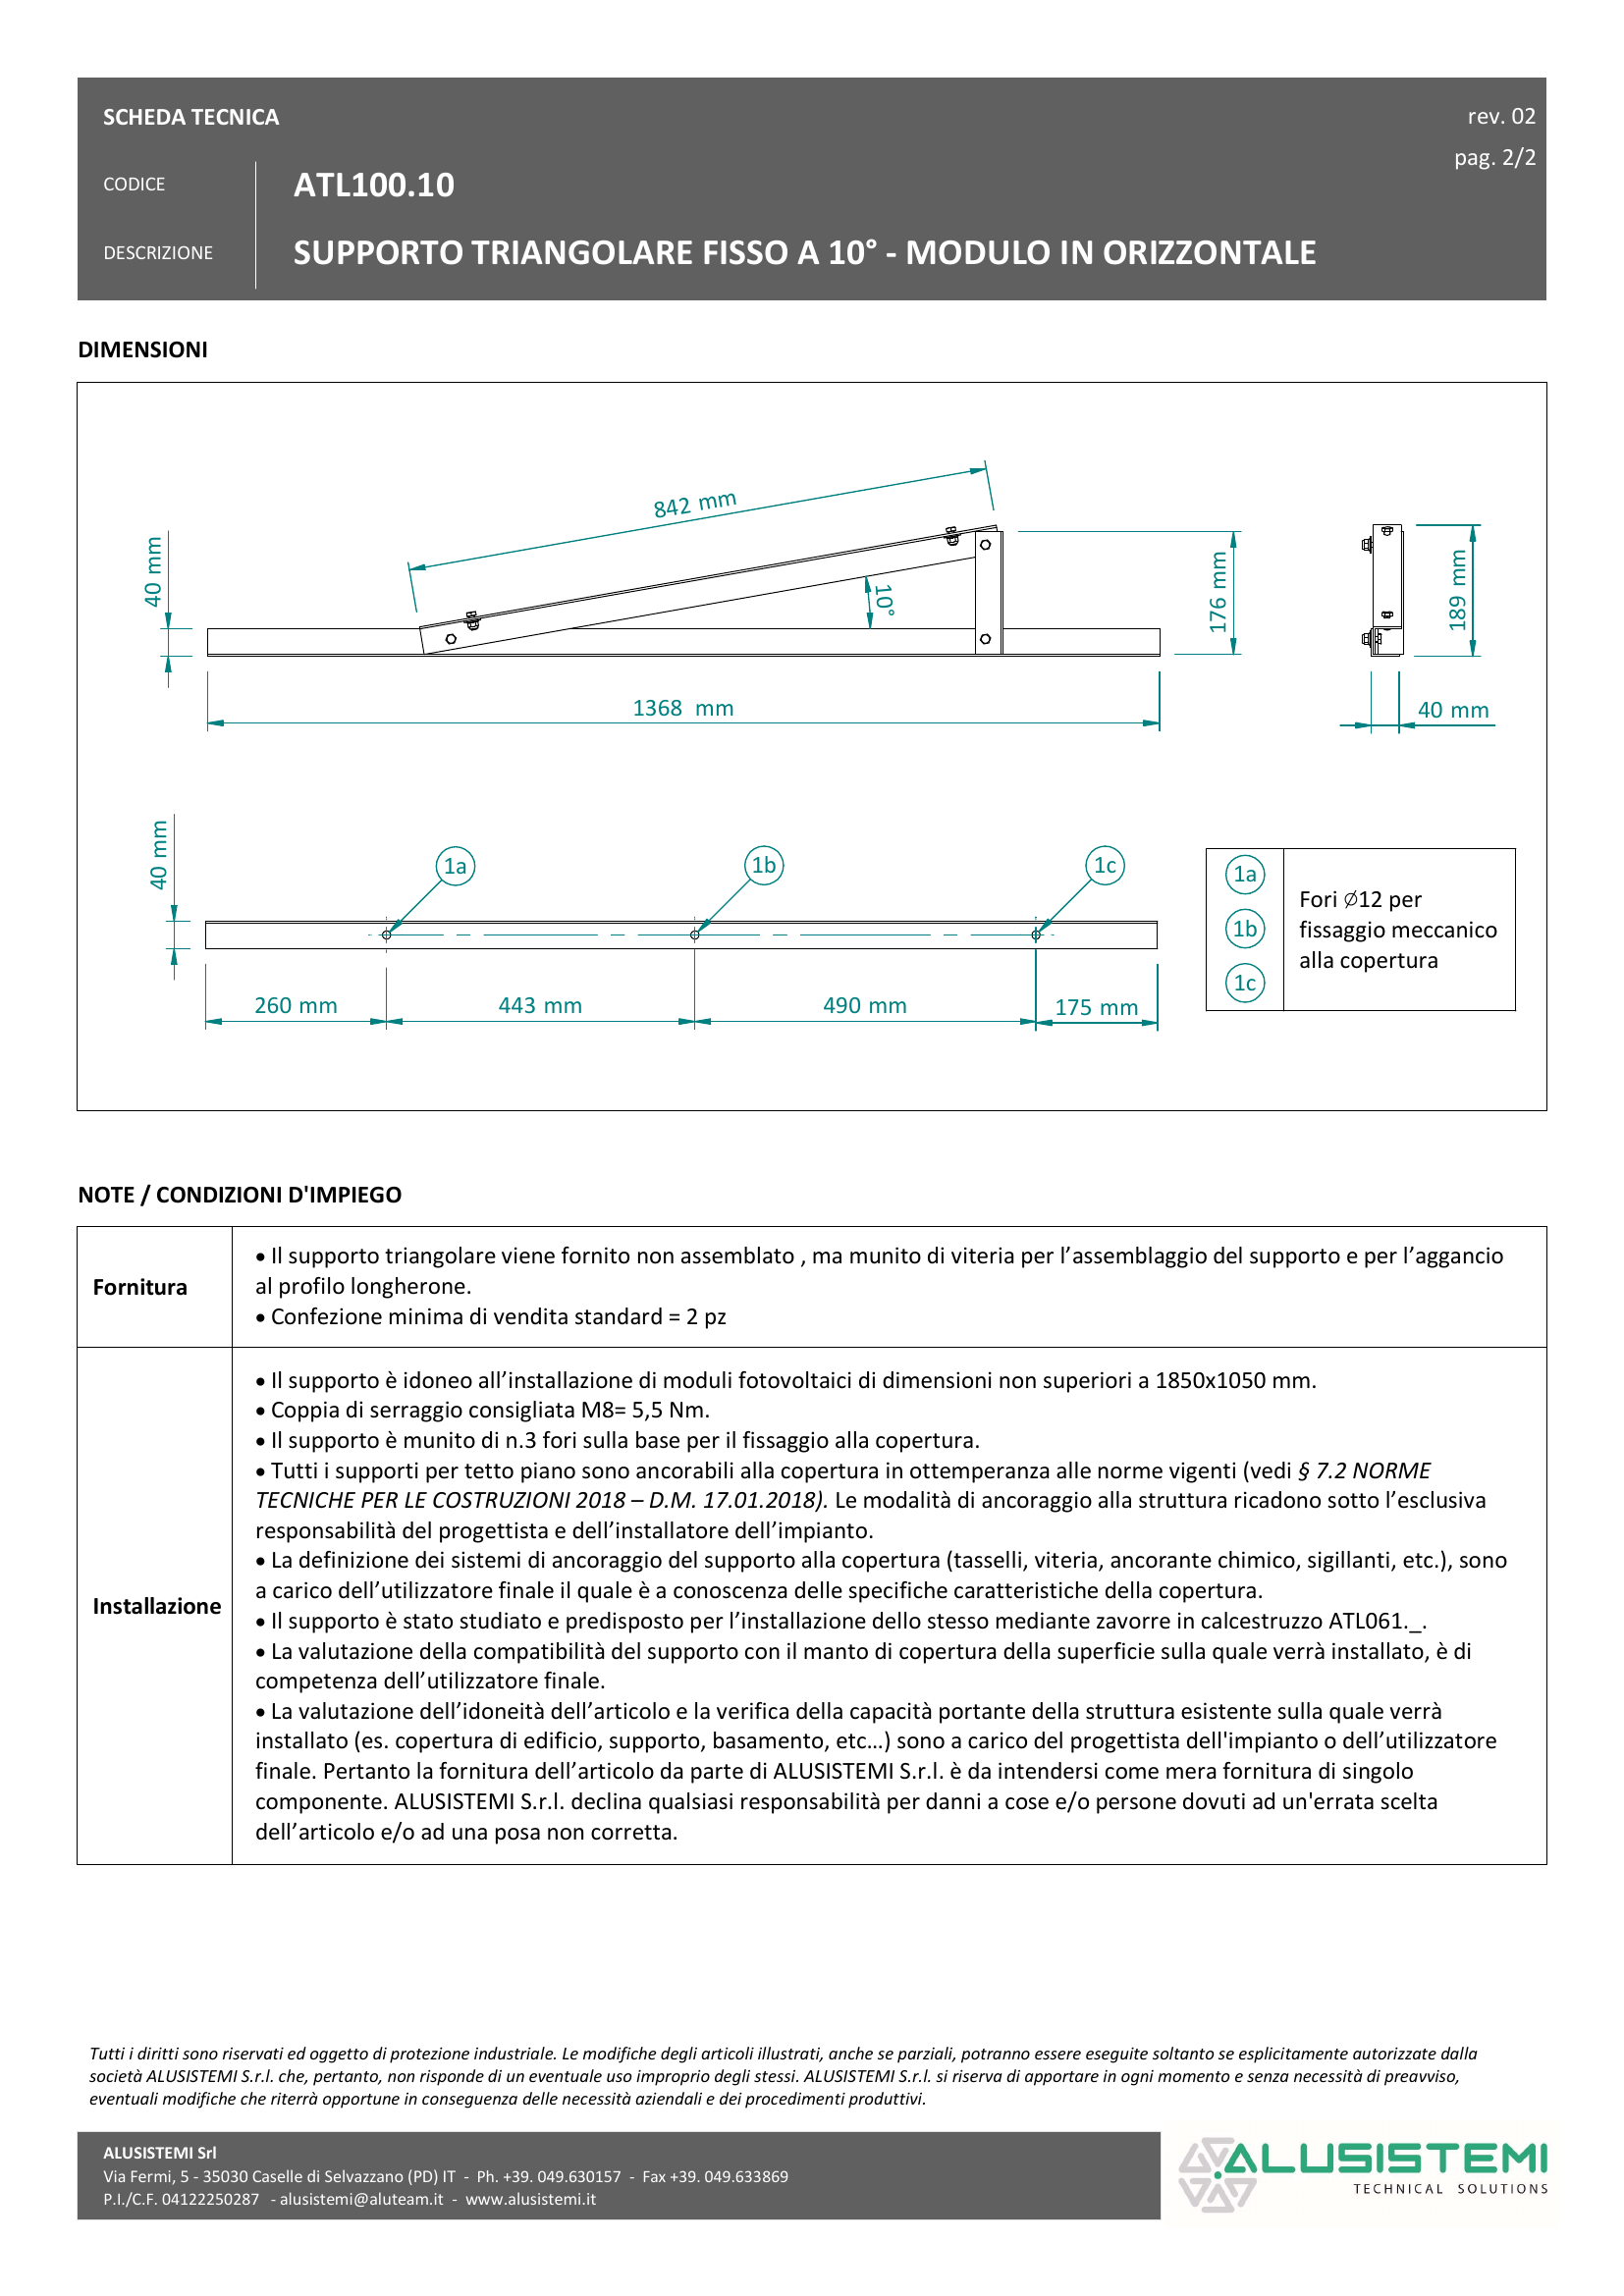 SCHEDA TECNICA
rev. 02
pag. 2/2
CODICE
ATL100.10
DESCRIZIONE
SUPPORTO TRIANGOLARE FISSO A 10° - MODULO IN ORIZZONTALE
DIMENSIONI
842 mm
40 mm
10°
176 mm
189 mm
1368 mm
40 mm
40 mm
1a
1b
1c
260 mm
443 mm
490 mm
175 mm
1a
1b
1c
Fori ∅12 per
fissaggio meccanico
alla copertura
NOTE / CONDIZIONI D'IMPIEGO
Fornitura
• Il supporto triangolare viene fornito non assemblato , ma munito di viteria per l’assemblaggio del supporto e per l’aggancio
al profilo longherone.
• Confezione minima di vendita standard = 2 pz
Installazione
• Il supporto è idoneo all’installazione di moduli fotovoltaici di dimensioni non superiori a 1850x1050 mm.
• Coppia di serraggio consigliata M8= 5,5 Nm.
• Il supporto è munito di n.3 fori sulla base per il fissaggio alla copertura.
• Tutti i supporti per tetto piano sono ancorabili alla copertura in ottemperanza alle norme vigenti (vedi § 7.2 NORME
TECNICHE PER LE COSTRUZIONI 2018 – D.M. 17.01.2018). Le modalità di ancoraggio alla struttura ricadono sotto l’esclusiva
responsabilità del progettista e dell’installatore dell’impianto.
• La definizione dei sistemi di ancoraggio del supporto alla copertura (tasselli, viteria, ancorante chimico, sigillanti, etc.), sono
a carico dell’utilizzatore finale il quale è a conoscenza delle specifiche caratteristiche della copertura.
• Il supporto è stato studiato e predisposto per l’installazione dello stesso mediante zavorre in calcestruzzo ATL061._.
• La valutazione della compatibilità del supporto con il manto di copertura della superficie sulla quale verrà installato, è di
competenza dell’utilizzatore finale.
• La valutazione dell’idoneità dell’articolo e la verifica della capacità portante della struttura esistente sulla quale verrà
installato (es. copertura di edificio, supporto, basamento, etc…) sono a carico del progettista dell'impianto o dell’utilizzatore
finale. Pertanto la fornitura dell’articolo da parte di ALUSISTEMI S.r.l. è da intendersi come mera fornitura di singolo
componente. ALUSISTEMI S.r.l. declina qualsiasi responsabilità per danni a cose e/o persone dovuti ad un'errata scelta
dell’articolo e/o ad una posa non corretta.
Tutti i diritti sono riservati ed oggetto di protezione industriale. Le modifiche degli articoli illustrati, anche se parziali, potranno essere eseguite soltanto se esplicitamente autorizzate dalla
società ALUSISTEMI S.r.l. che, pertanto, non risponde di un eventuale uso improprio degli stessi. ALUSISTEMI S.r.l. si riserva di apportare in ogni momento e senza necessità di preavviso,
eventuali modifiche che riterrà opportune in conseguenza delle necessità aziendali e dei procedimenti produttivi.
ALUSISTEMI Srl
Via Fermi, 5 - 35030 Caselle di Selvazzano (PD) IT - Ph. +39. 049.630157 - Fax +39. 049.633869
P.I./C.F. 04122250287 - alusistemi@aluteam.it - www.alusistemi.it
ALUSISTEMI
TECHNICAL SOLUTIONS